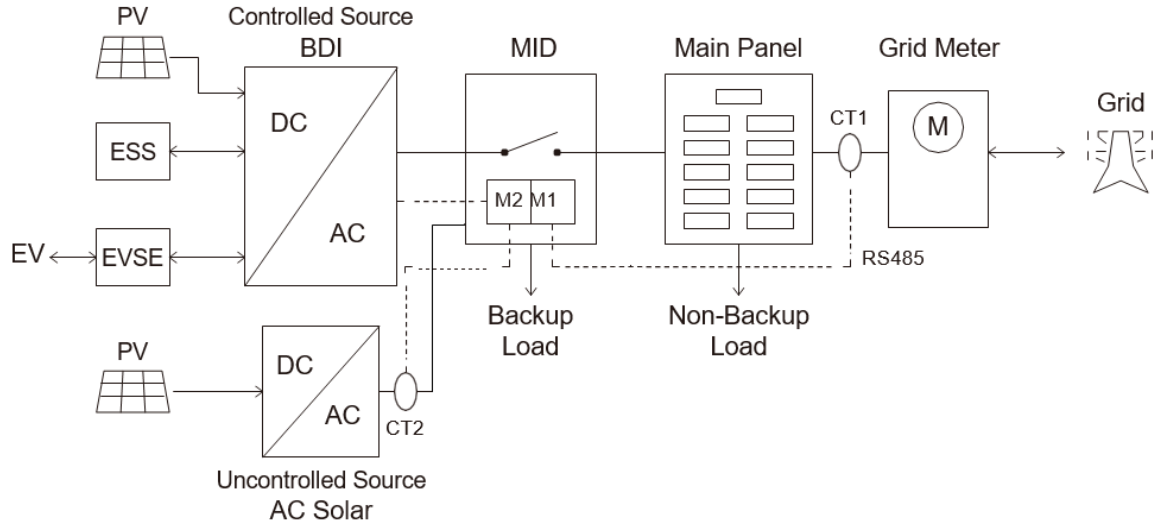 PV
Controlled Source
BDI
MID
Main Panel
Grid Meter
DC
AC
ESS
EV
EVSE
M2
M1
CT1
M
Grid
RS485
Backup
Load
Non-Backup
Load
PV
DC
AC
CT2
Uncontrolled Source
AC Solar